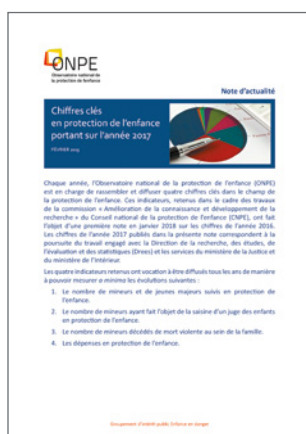 ONPE
Observatoire national de
la protection de l'enfance
Note d'actualité
Chiffres clés
en protection de l'enfance
portant sur l'année 2017
FÉVRIER 2019
Chaque année, l'Observatoire national de la protection de l'enfance (ONPE)
est en charge de rassembler et diffuser quatre chiffres clés dans le champ de
la protection de l'enfance. Ces indicateurs, retenus dans le cadre des travaux
de la commission « Amélioration de la connaissance et développement de la
recherche » du Conseil national de la protection de l'enfance (CNPE), ont fait
l'objet d'une première note en janvier 2018 sur les chiffres de l'année 2016.
Les chiffres de l'année 2017 publiés dans la présente note correspondent à la
poursuite du travail engagé avec la Direction de la recherche, des études, de
l'évaluation et des statistiques (Drees) et les services du ministère de la Justice et
du ministère de l'Intérieur.
Les quatre indicateurs retenus ont vocation à être diffusés tous les ans de manière
à pouvoir mesurer a minima les évolutions suivantes :
1. Le nombre de mineurs et de jeunes majeurs suivis en protection de
l'enfance.
2. Le nombre de mineurs ayant fait l'objet de la saisine d'un juge des enfants
en protection de l'enfance.
3. Le nombre de mineurs décédés de mort violente au sein de la famille.
4. Les dépenses en protection de l'enfance.
Groupement d'intérêt public Enfance en danger